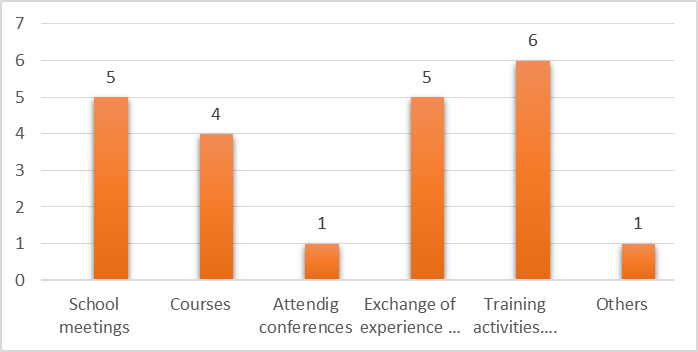 7
6
5
4
3
2
1
0
5
4
1
5
6
1
School
meetings
Courses
Attendig
conferences
Exchange of
experience …
Training
activities….
Others